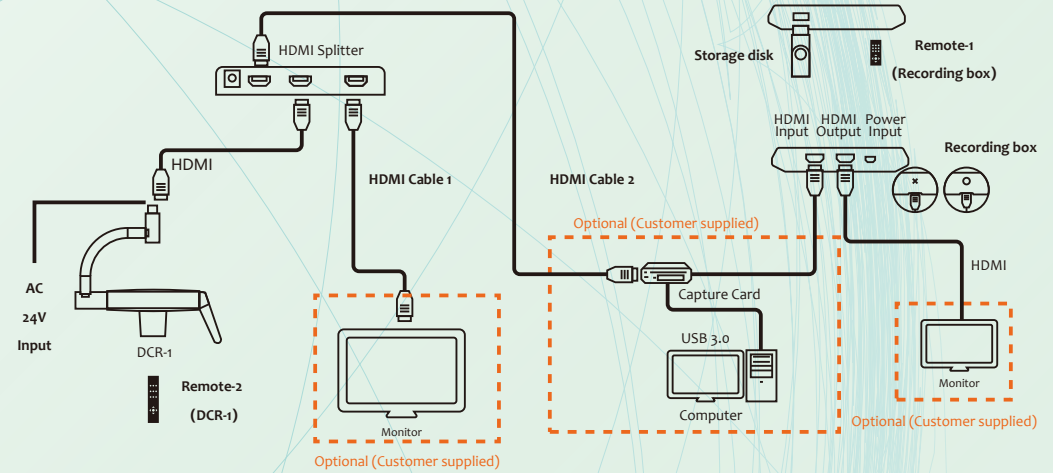 HDMI Splitter
HDMI
HDMI Cable 1
HDMI Cable 2
AC
24V
Input
DCR-1
Remote-2
(DCR-1)
Monitor
Optional (Customer supplied)
Optional (Customer supplied)
Capture Card
USB 3.0
Computer
Storage disk
Remote-1
(Recording box)
HDMI Input
HDMI Output
Power Input
Recording box
HDMI
Monitor
Optional (Customer supplied)